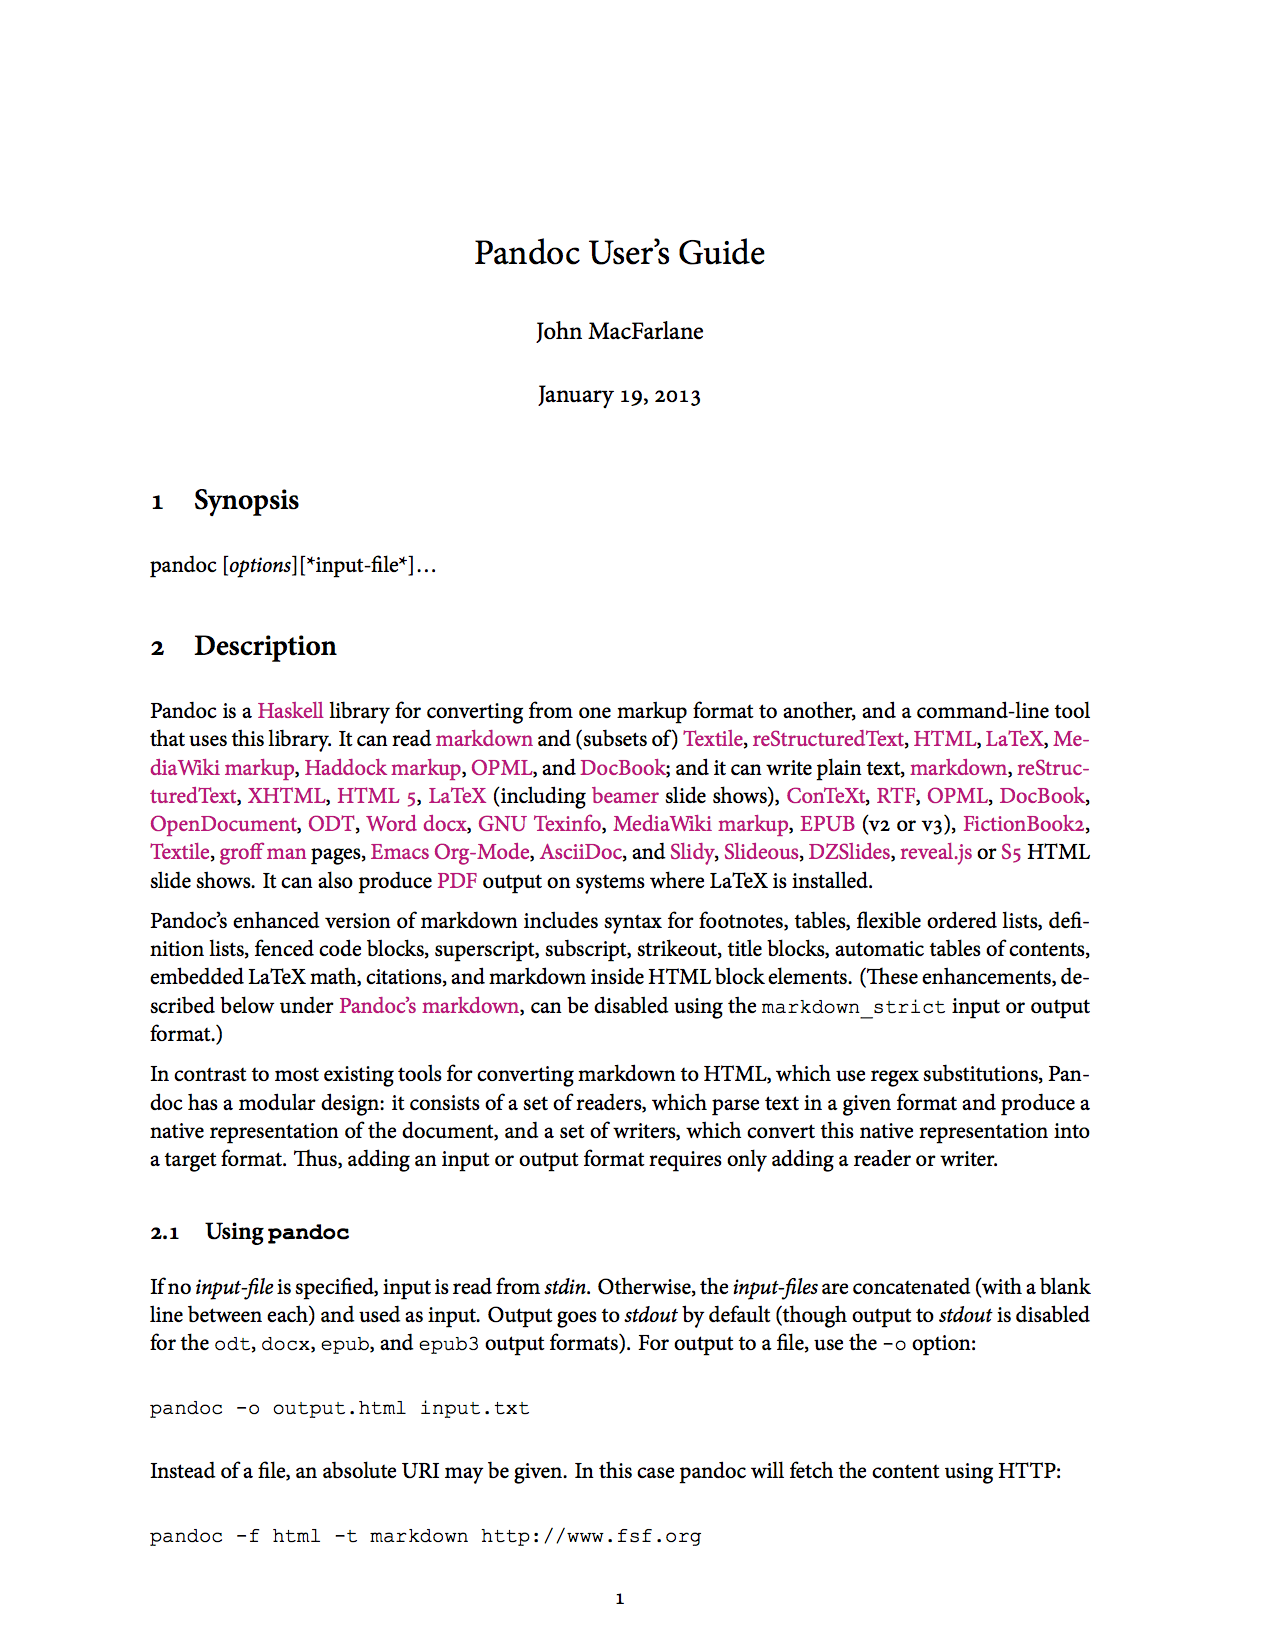 Pandoc User’s Guide
John MacFarlane
January 19, 2013
1 Synopsis
pandoc [options][*input-file*]…
2 Description
Pandoc is a Haskell library for converting from one markup format to another, and a command-line tool
that uses this library. It can read markdown and (subsets of) Textile, reStructuredText, HTML, LaTeX, Me-
diaWiki markup, Haddock markup, OPML, and DocBook; and it can write plain text, markdown, reStruc-
turedText, XHTML, HTML 5, LaTeX (including beamer slide shows), ConTeXt, RTF, OPML, DocBook,
OpenDocument, ODT, Word docx, GNU Texinfo, MediaWiki markup, EPUB (v2 or v3), FictionBook2,
Textile, groff man pages, Emacs Org-Mode, AsciiDoc, and Slidy, Slideous, DZSlides, reveal.js or S5 HTML
slide shows. It can also produce PDF output on systems where LaTeX is installed.
Pandoc’s enhanced version of markdown includes syntax for footnotes, tables, flexible ordered lists, defi-
nition lists, fenced code blocks, superscript, subscript, strikeout, title blocks, automatic tables of contents,
embedded LaTeX math, citations, and markdown inside HTML block elements. (These enhancements, de-
scribed below under Pandoc’s markdown, can be disabled using the markdown_strict input or output
format.)
In contrast to most existing tools for converting markdown to HTML, which use regex substitutions, Pan-
doc has a modular design: it consists of a set of readers, which parse text in a given format and produce a
native representation of the document, and a set of writers, which convert this native representation into
a target format. Thus, adding an input or output format requires only adding a reader or writer.
2.1 Using pandoc
If no input-file is specified, input is read from stdin. Otherwise, the input-files are concatenated (with a blank
line between each) and used as input. Output goes to stdout by default (though output to stdout is disabled
for the odt, docx, epub, and epub3 output formats). For output to a file, use the -o option:
pandoc -o output.html input.txt
Instead of a file, an absolute URI may be given. In this case pandoc will fetch the content using HTTP:
pandoc -f html -t markdown http://www.fsf.org
1